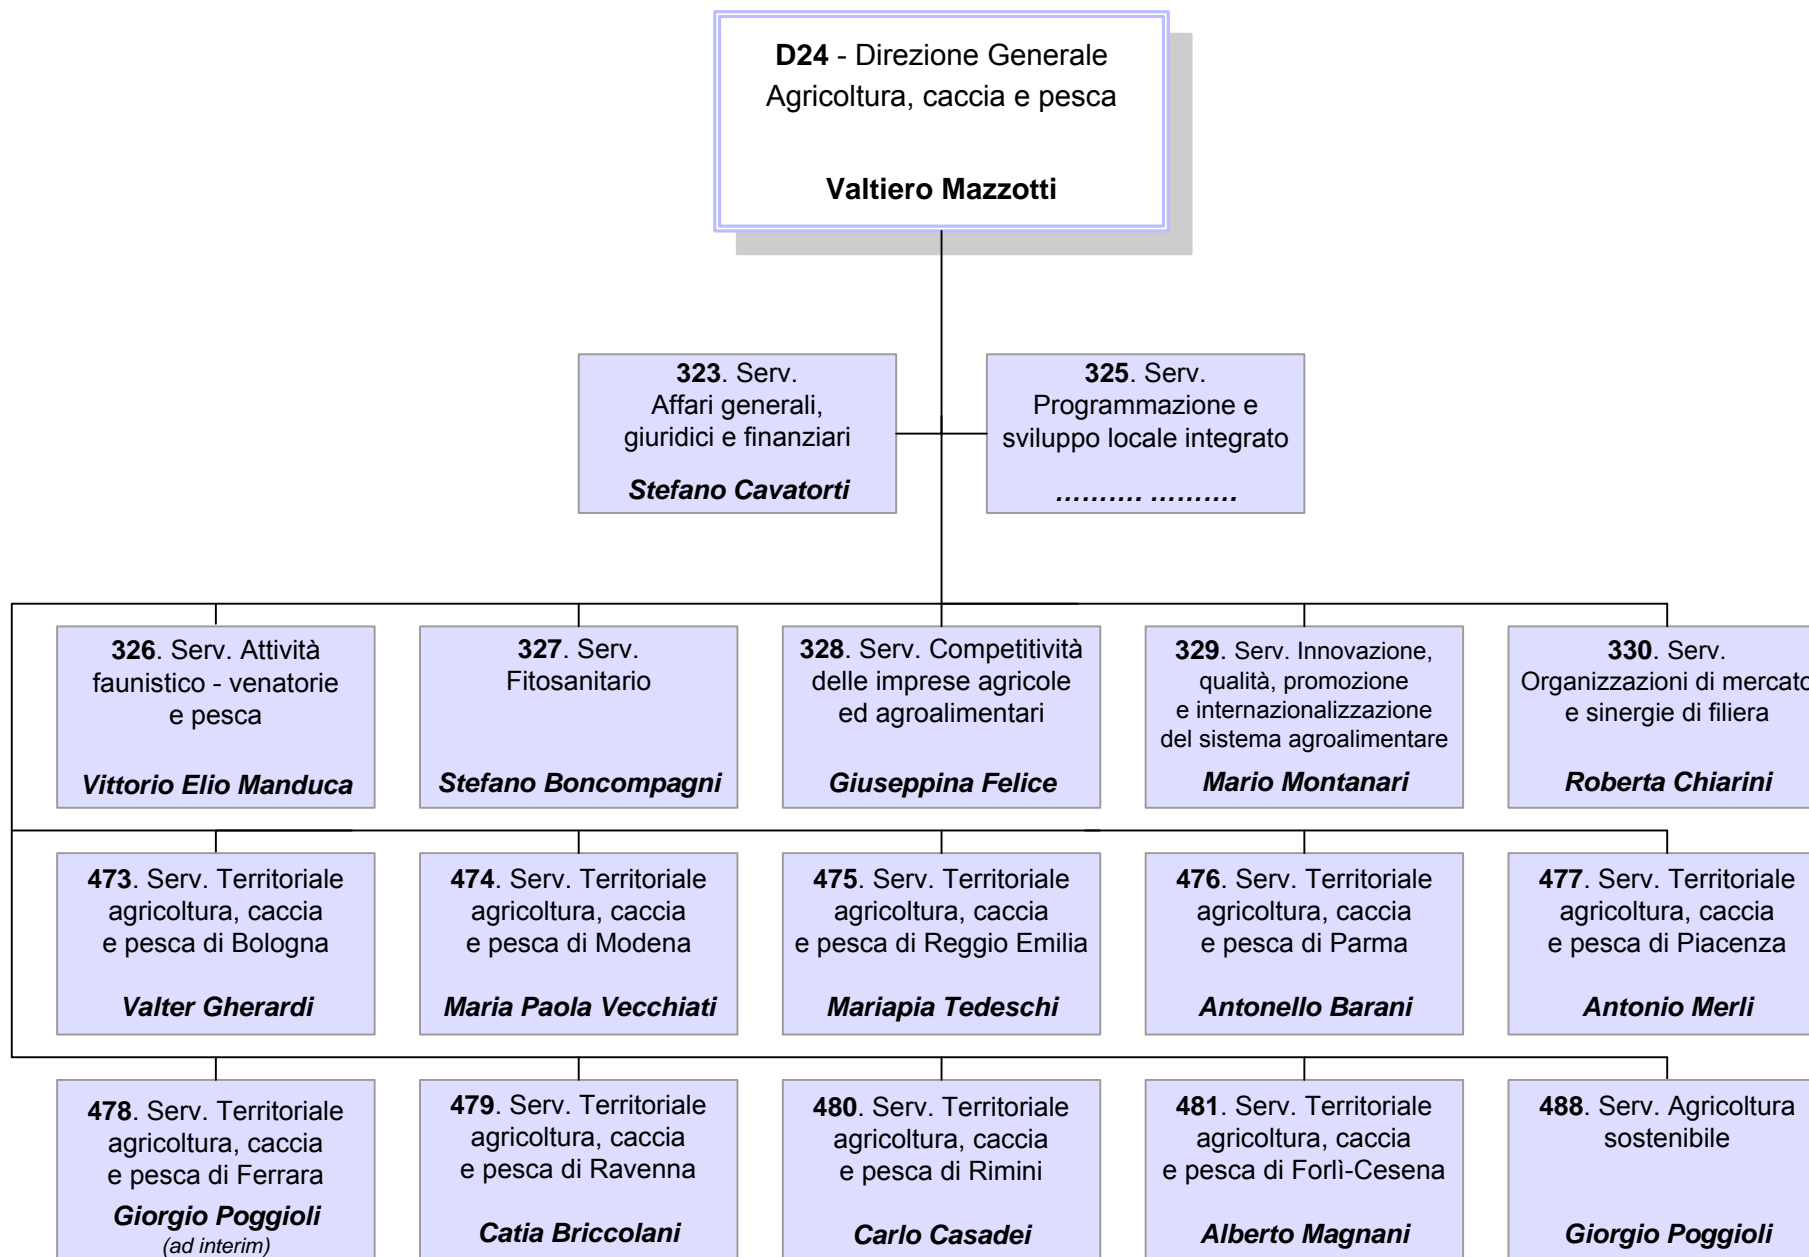 D24 - Direzione Generale
Agricoltura, caccia e pesca
Valtiero Mazzotti
323. Serv.
Affari generali,
giuridici e finanziari
Stefano Cavatorti
325. Serv.
Programmazione e
sviluppo locale integrato
.......... ..........
326. Serv. Attività
faunistico - venatorie
e pesca
Vittorio Elio Manduca
327. Serv.
Fitosanitario
Stefano Boncompagni
328. Serv. Competitività
delle imprese agricole
ed agroalimentari
Giuseppina Felice
329. Serv. Innovazione,
qualità, promozione
e internazionalizzazione
del sistema agroalimentare
Mario Montanari
330. Serv.
Organizzazioni di mercato
e sinergie di filiera
Roberta Chiarini
473. Serv. Territoriale
agricoltura, caccia
e pesca di Bologna
Valter Gherardi
474. Serv. Territoriale
agricoltura, caccia
e pesca di Modena
Maria Paola Vecchiati
475. Serv. Territoriale
agricoltura, caccia
e pesca di Reggio Emilia
Mariapia Tedeschi
476. Serv. Territoriale
agricoltura, caccia
e pesca di Parma
Antonello Barani
477. Serv. Territoriale
agricoltura, caccia
e pesca di Piacenza
Antonio Merli
478. Serv. Territoriale
agricoltura, caccia
e pesca di Ferrara
Giorgio Poggioli
(ad interim)
479. Serv. Territoriale
agricoltura, caccia
e pesca di Ravenna
Catia Briccolani
480. Serv. Territoriale
agricoltura, caccia
e pesca di Rimini
Carlo Casadei
481. Serv. Territoriale
agricoltura, caccia
e pesca di Forlì-Cesena
Alberto Magnani
488. Serv. Agricoltura
sostenibile
Giorgio Poggioli